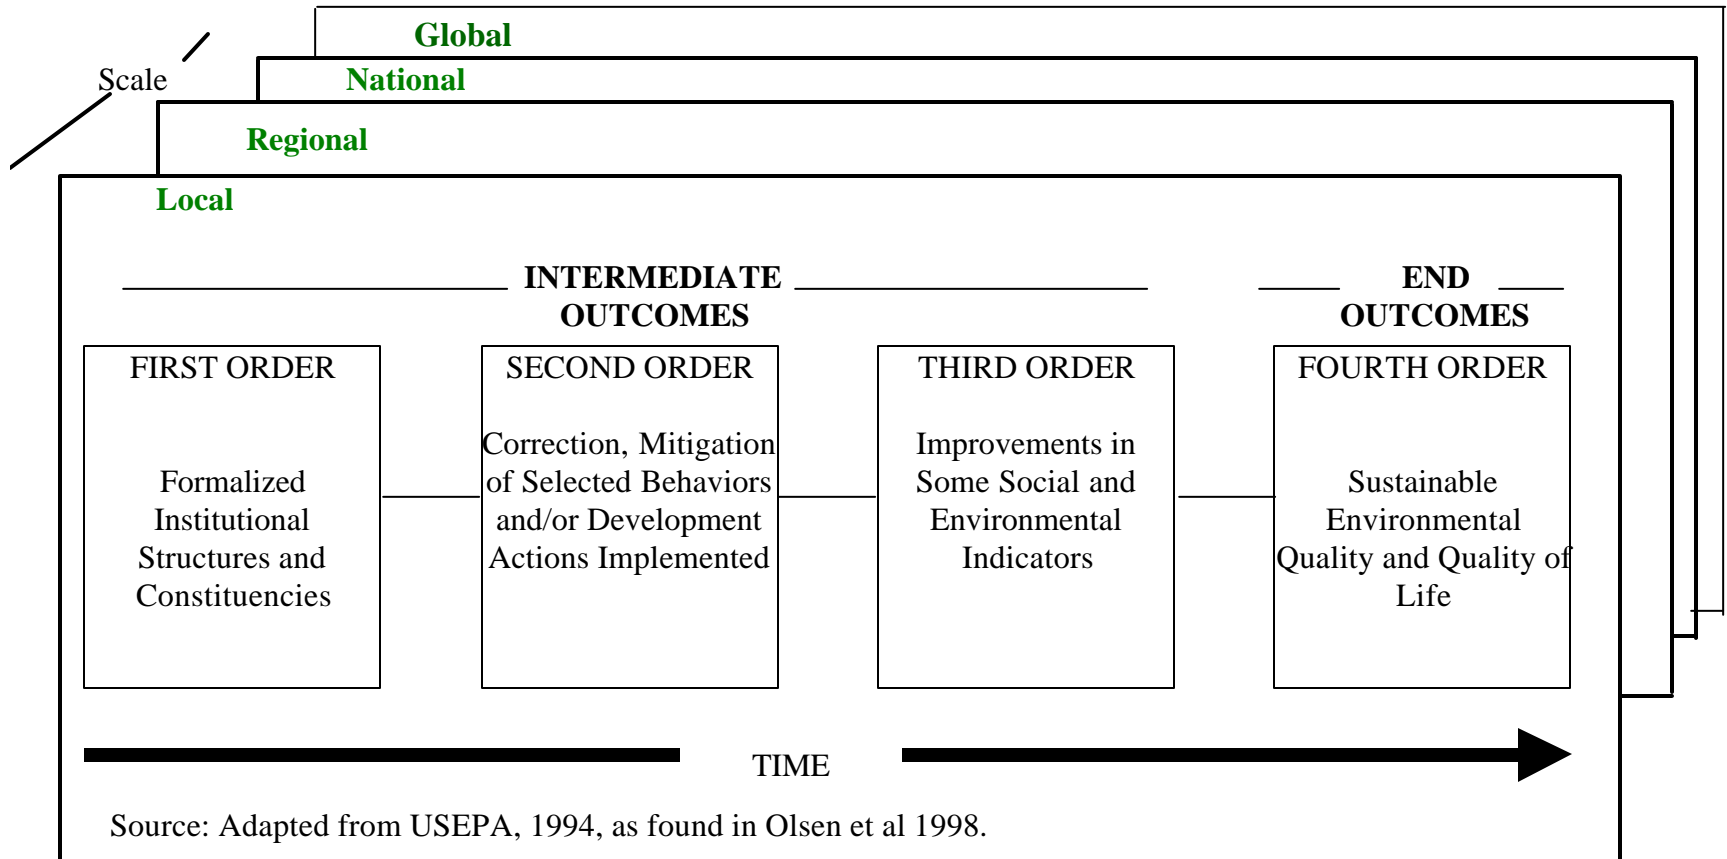 Global
Scale
National
Regional
Local
INTERMEDIATE
OUTCOMES
END
OUTCOMES
FIRST ORDER
Formalized
Institutional
Structures and
Constituencies
SECOND ORDER
Correction, Mitigation
of Selected Behaviors
and/or Development
Actions Implemented
THIRD ORDER
Improvements in
Some Social and
Environmental
Indicators
FOURTH ORDER
Sustainable
Environmental
Quality and Quality of
Life
TIME
Source: Adapted from USEPA, 1994, as found in Olsen et al 1998.